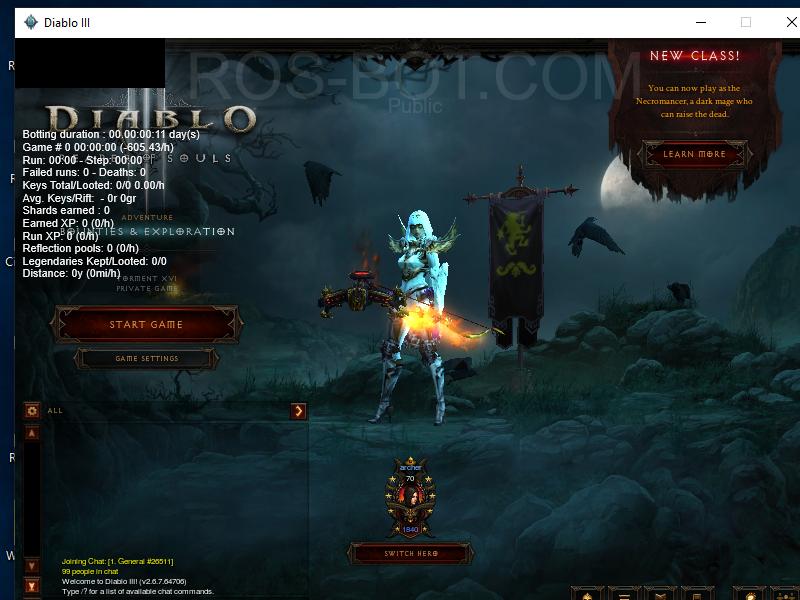 Diablo III
ROS-BOT.COM
Public
NEW CLASS!
You can now play as the
Necromancer, a dark mage who
can raise the dead.
LEARN MORE
DIABLO
OF SOULS
Botting duration : 00.00:00:11 day(s)
Game # 0 00:00:00 (-605,43/h)
Run: 00:00 - Step: 00:00
Failed runs: 0 - Deaths: 0
Keys Total/Looted: 0/0 0.00/h
Avg. Keys/Rift: - 0r 0gr
Shards earned : 0
ADVENTURE
Earned XP: 0 (0/h)
BOUNTIES & EXPLORATION
Run XP: 0 (0/h)
Reflection pools: 0 (0/h)
Legendaries Kept/Looted: 0/0
Distance: 0y (0mi/h)
TORMENT XVI
PRIVATE GAME
START GAME
GAME SETTINGS
ALL
archer
70
1840
SWITCH HERO
Joining Chat: [1. General #26511]
99 people in chat
Welcome to Diablo III! (v2.6.7.64706)
Type /? for a list of available chat commands.